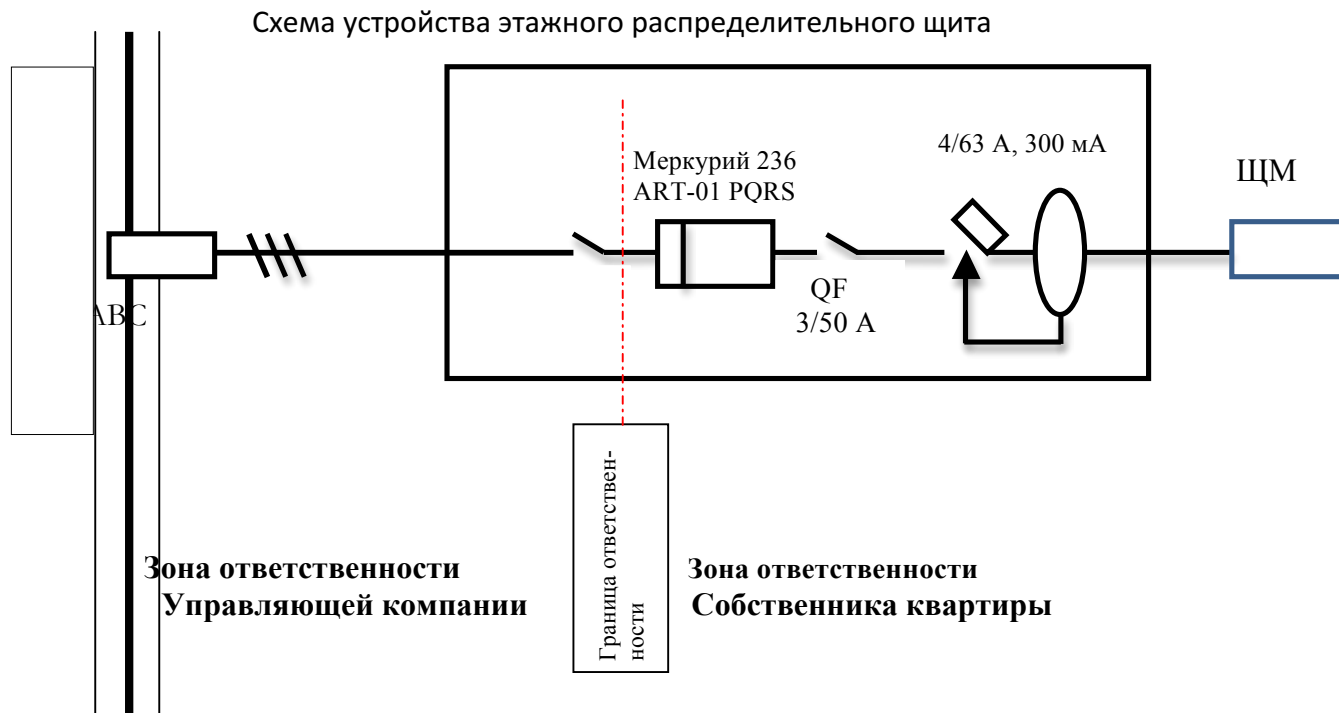 Схема устройства этажного распределительного щита
4/63 А, 300 мА
Меркурий 236
ART-01 PQRS
ЩМ
QF
3/50 А
АВС
Граница ответствен-
ности
Зона ответственности
Управляющей компании
Зона ответственности
Собственника квартиры